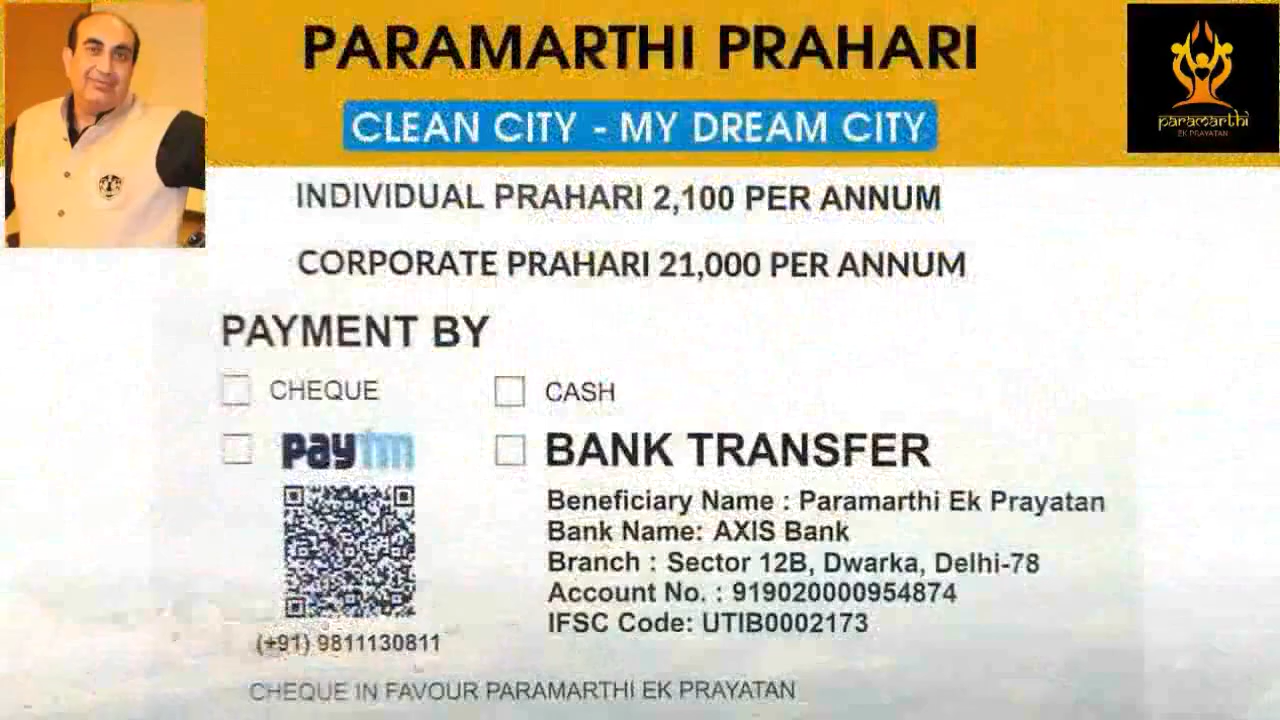 PARAMARTHI PRAHARI
paramarthi
EK PRAYATAN
CLEAN CITY - MY DREAM CITY
INDIVIDUAL PRAHARI 2,100 PER ANNUM
CORPORATE PRAHARI 21,000 PER ANNUM
PAYMENT BY
CHEQUE
CASH
paytm
BANK TRANSFER
Beneficiary Name : Paramarthi Ek Prayatan
Bank Name: AXIS Bank
Branch : Sector 12B, Dwarka, Delhi-78
Account No. : 919020000954874
IFSC Code: UTIB0002173
(+91) 9811130811
CHEQUE IN FAVOUR PARAMARTHI EK PRAYATAN